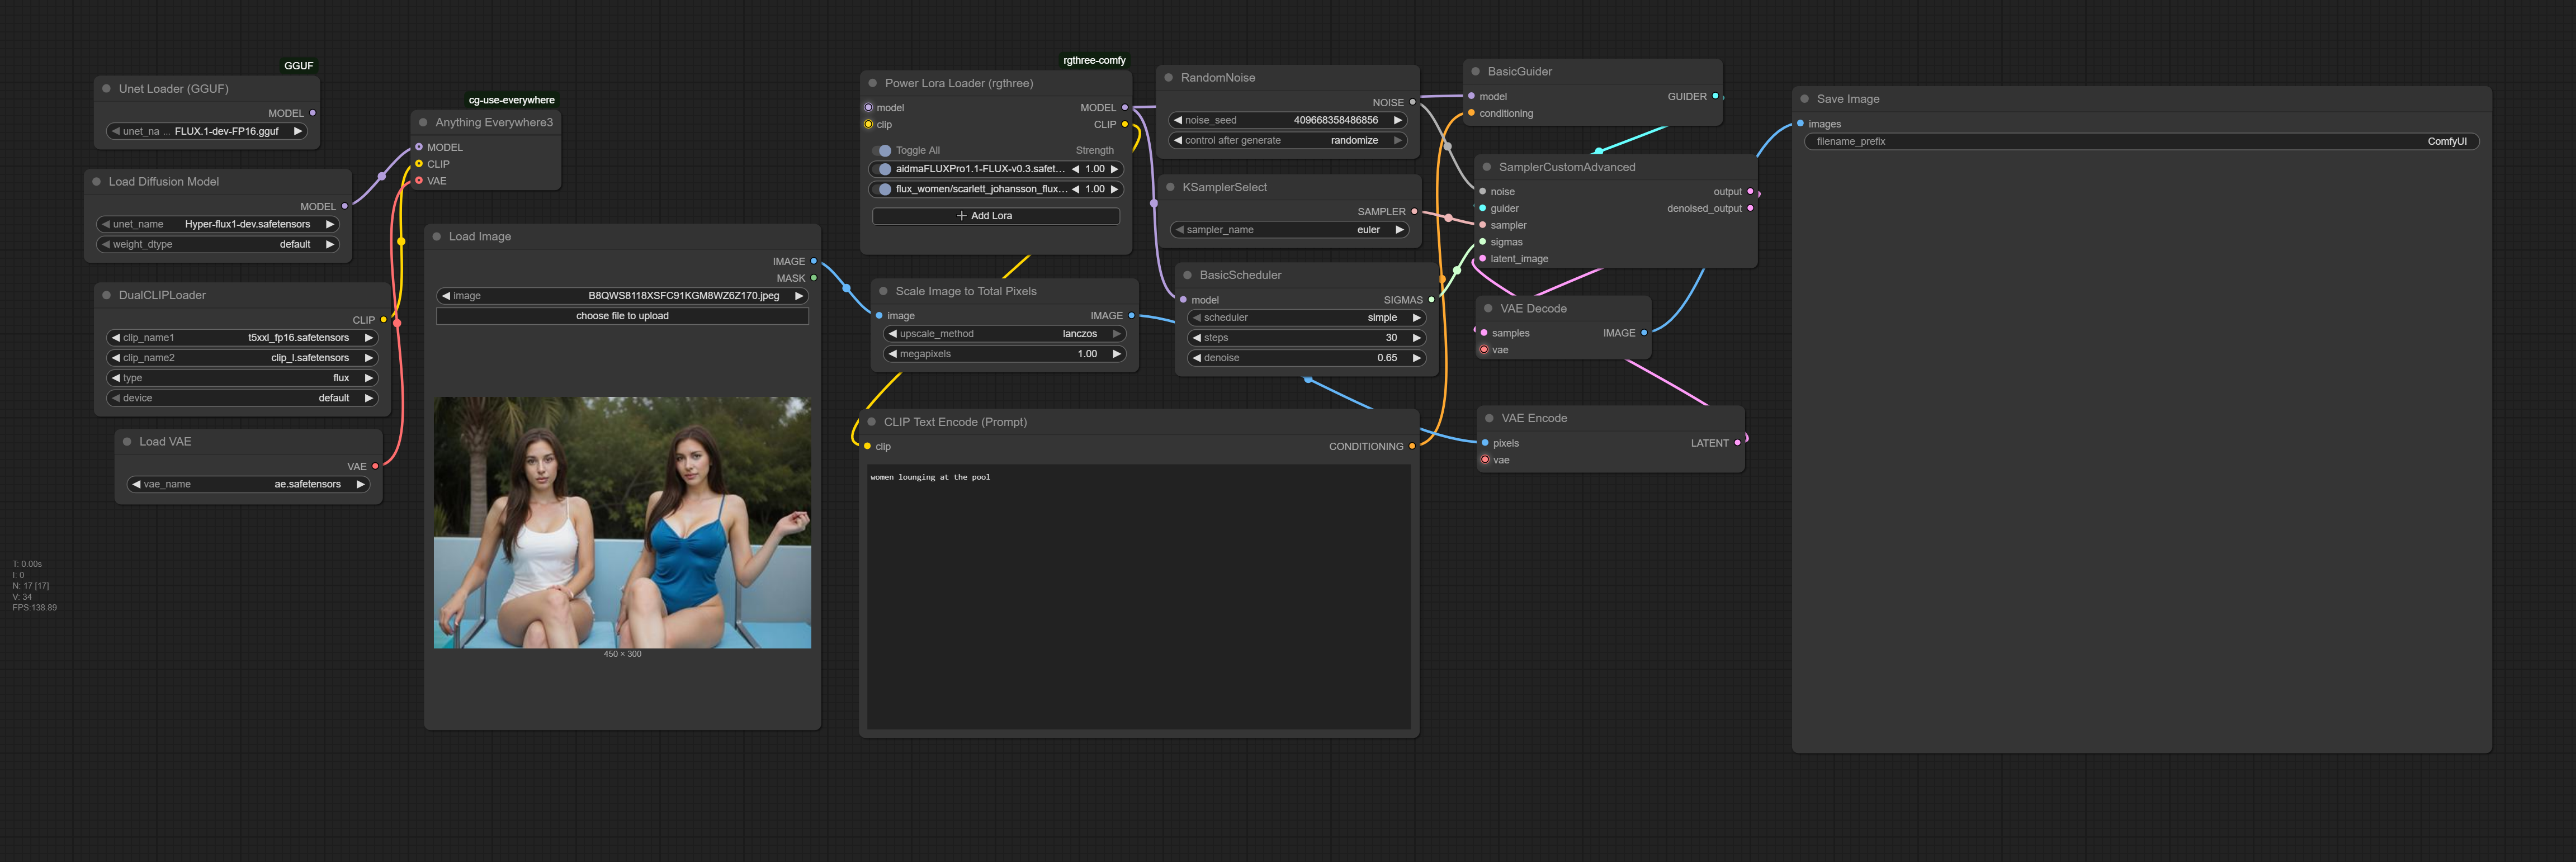 GGUF
Unet Loader (GGUF)
MODEL
unet_na ... FLUX.1-dev-FP16.gguf
Load Diffusion Model
MODEL
unet_name Hyper-flux1-dev.safetensors
weight_dtype default
DualCLIPLoader
CLIP
clip_name1 t5xxl_fp16.safetensors
clip_name2 clip_l.safetensors
type flux
device default
Load VAE
VAE
vae_name ae.safetensors
T: 0.00s
I: 0
N: 17 [17]
V: 34
FPS:138.89
cg-use-everywhere
Anything Everywhere3
MODEL
CLIP
VAE
Load Image
IMAGE
MASK
image B8QWS8118XSFC91KGM8WZ6Z170.jpeg
choose file to upload
450 × 300
rgthree-comfy
Power Lora Loader (rgthree)
model MODEL
clip CLIP
Toggle All Strength
aidmaFLUXPro1.1-FLUX-v0.3.safet... 1.00
flux_women/scarlett_johansson_flux... 1.00
+ Add Lora
Scale Image to Total Pixels
image IMAGE
upscale_method lanczos
megapixels 1.00
CLIP Text Encode (Prompt)
clip CONDITIONING
women lounging at the pool
RandomNoise
NOISE
noise_seed 409668358486856
control after generate randomize
KSamplerSelect
SAMPLER
sampler_name euler
BasicScheduler
model SIGMAS
scheduler simple
steps 30
denoise 0.65
BasicGuider
model GUIDER
conditioning
SamplerCustomAdvanced
noise output
guider denoised_output
sampler
sigmas
latent_image
VAE Decode
samples IMAGE
vae
VAE Encode
pixels LATENT
vae
Save Image
images
filename_prefix ComfyUI